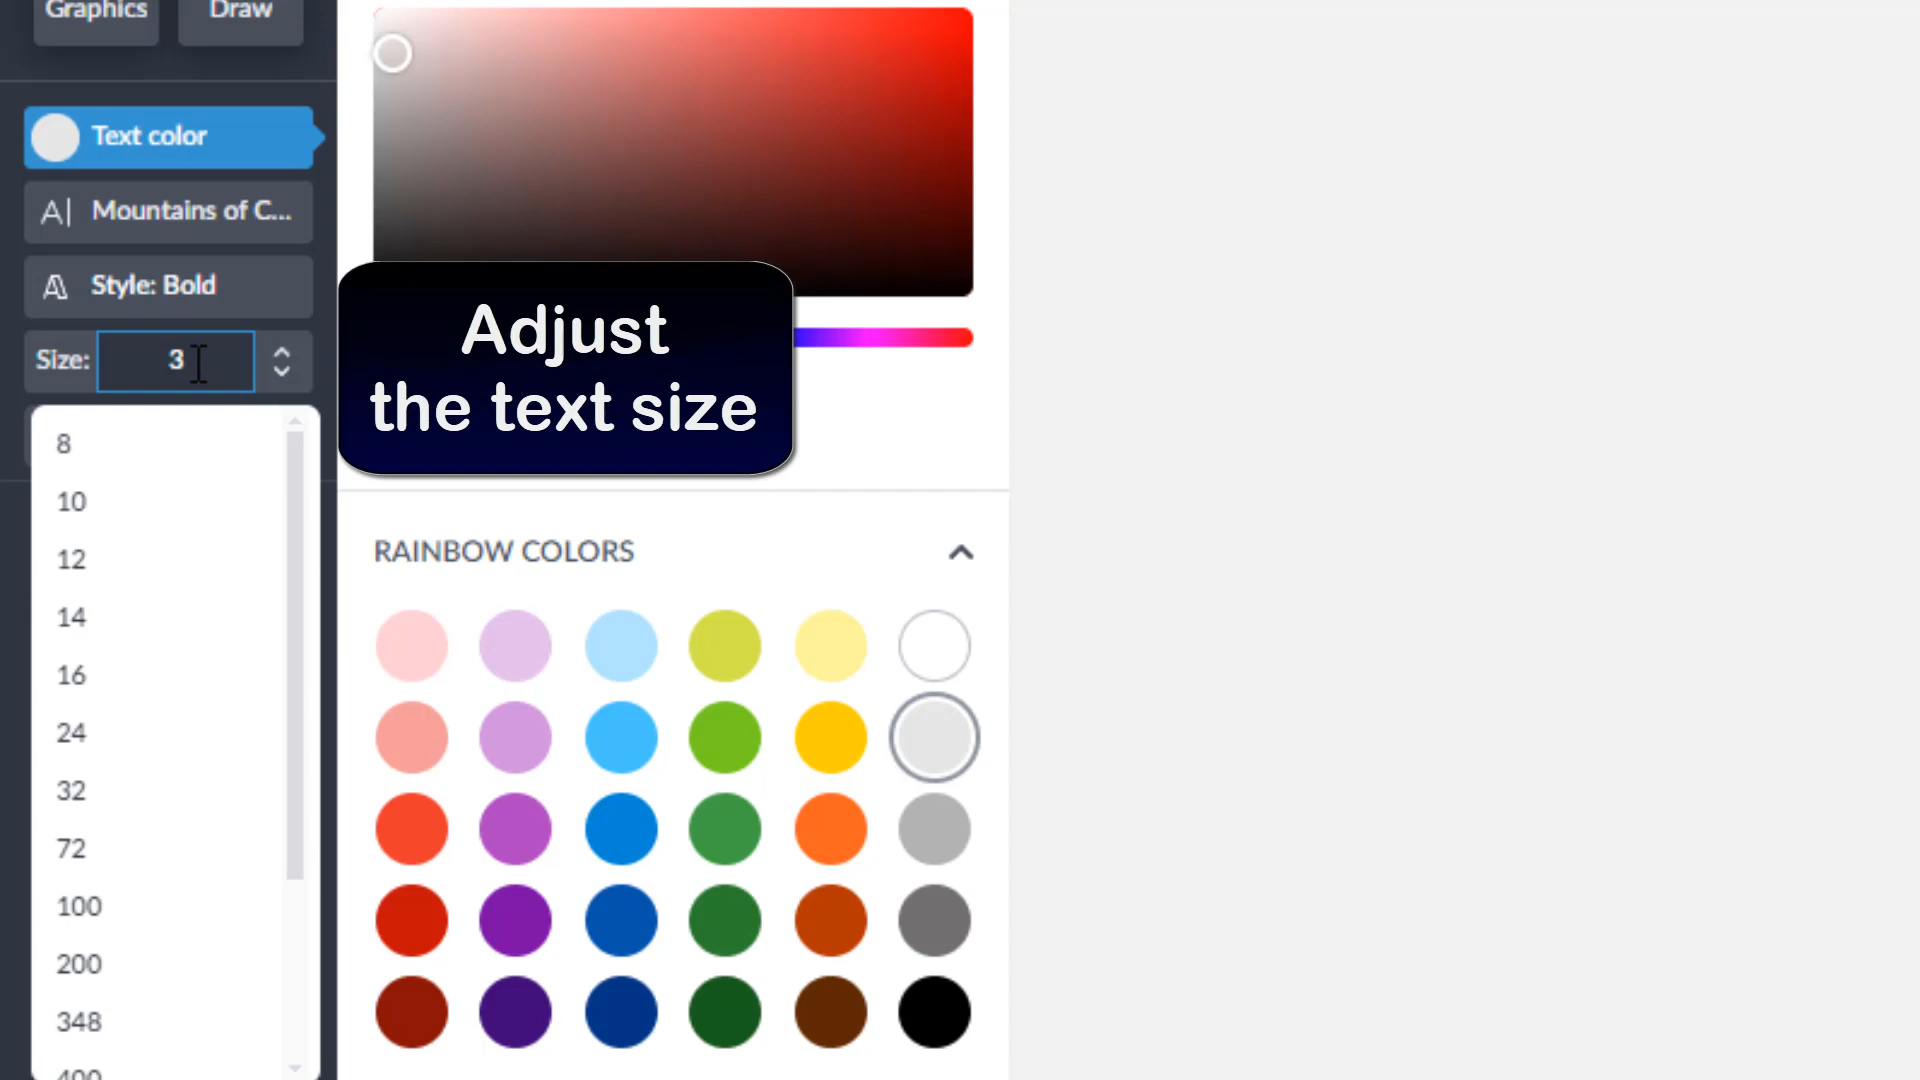 Graphics
Draw
Text color
A| Mountains of C...
Style: Bold
Size: 3
Adjust
the text size
8
10
12
14
16
24
32
72
100
200
348
400
RAINBOW COLORS